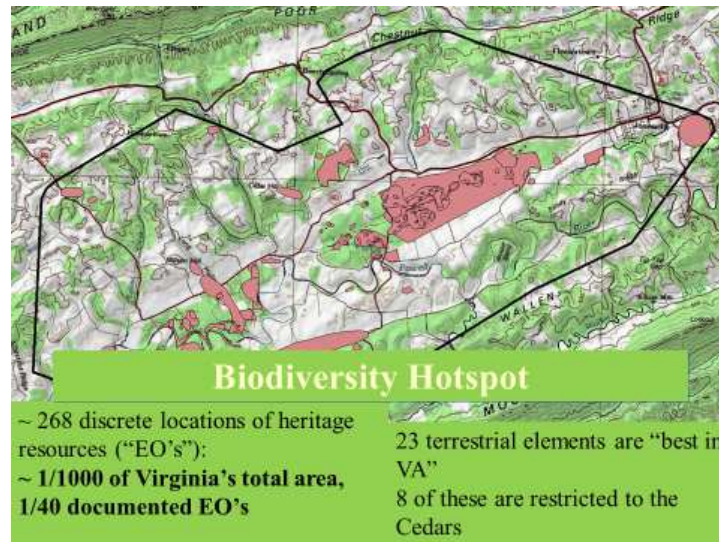 POOR
Chestnut
Ridge
WALLEN
Biodiversity Hotspot
~ 268 discrete locations of heritage
resources (“EO’s”):
~ 1/1000 of Virginia’s total area,
1/40 documented EO’s
23 terrestrial elements are “best in
VA”
8 of these are restricted to the
Cedars